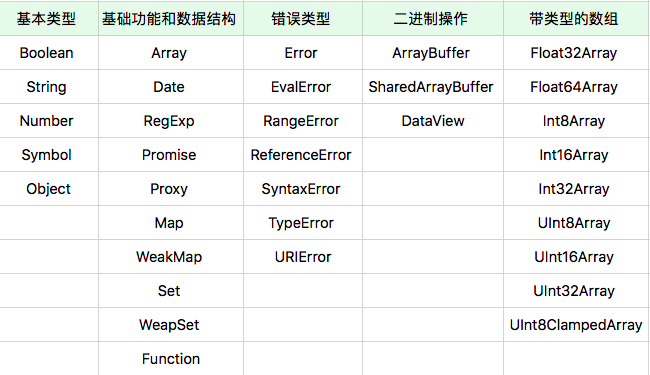 基本类型 基础功能和数据结构 错误类型 二进制操作 带类型的数组
Boolean Array Error ArrayBuffer Float32Array
String Date EvalError SharedArrayBuffer Float64Array
Number RegExp RangeError DataView Int8Array
Symbol Promise ReferenceError Int16Array
Object Proxy SyntaxError Int32Array
Map TypeError UInt8Array
WeakMap URIError UInt16Array
Set UInt32Array
WeapSet UInt8ClampedArray
Function